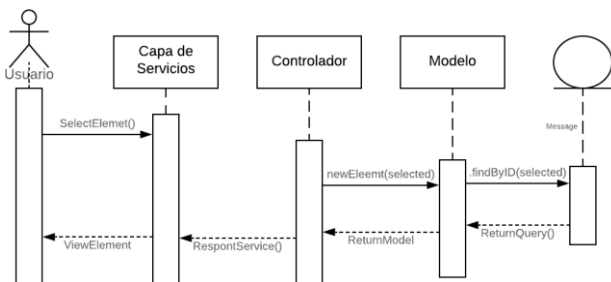 Usuario
Capa de
Servicios
Controlador
Modelo
Message
SelectElemet()
newEleemt(selected)
.findByID(selected)
ViewElement
RespontService()
ReturnModel
ReturnQuery()